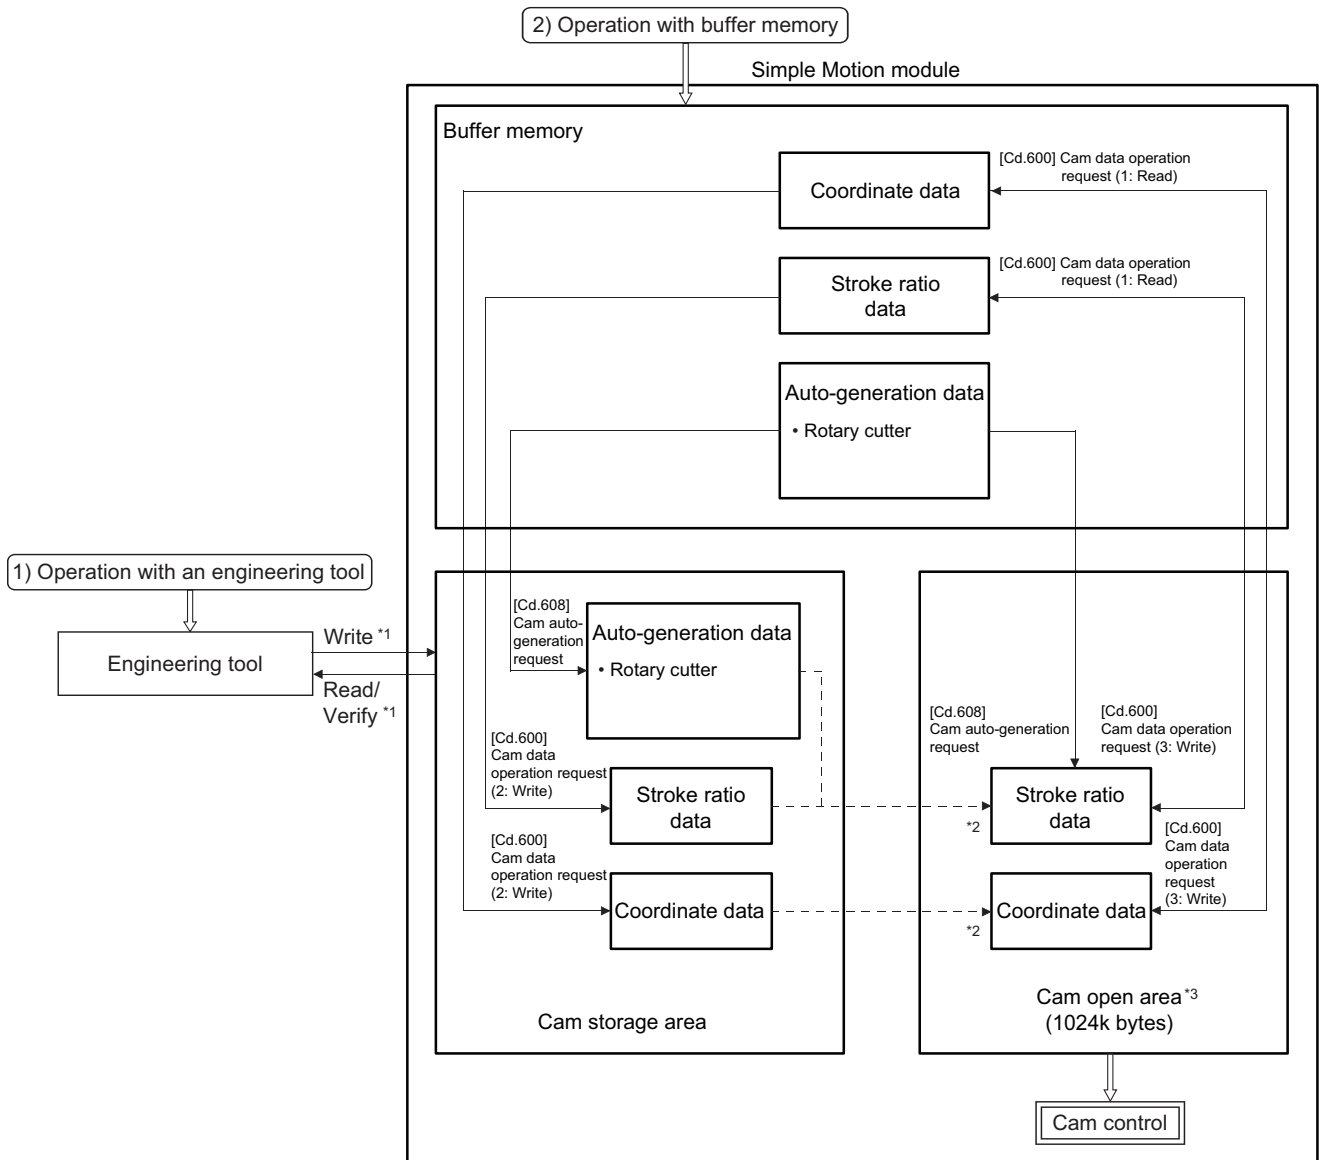 2) Operation with buffer memory
Simple Motion module
Buffer memory
Coordinate data
[Cd.600] Cam data operation
request (1: Read)
Stroke ratio
data
[Cd.600] Cam data operation
request (1: Read)
Auto-generation data
• Rotary cutter
1) Operation with an engineering tool
Engineering tool
Write *1
Read/
Verify *1
[Cd.608]
Cam auto-
generation
request
Auto-generation data
• Rotary cutter
[Cd.600]
Cam data
operation request
(2: Write)
Stroke ratio
data
[Cd.600]
Cam data
operation request
(2: Write)
Coordinate data
Cam storage area
[Cd.608]
Cam auto-generation
request
[Cd.600]
Cam data operation
request (3: Write)
*2
Stroke ratio
data
[Cd.600]
Cam data
operation
request
(3: Write)
*2
Coordinate data
Cam open area *3
(1024k bytes)
Cam control